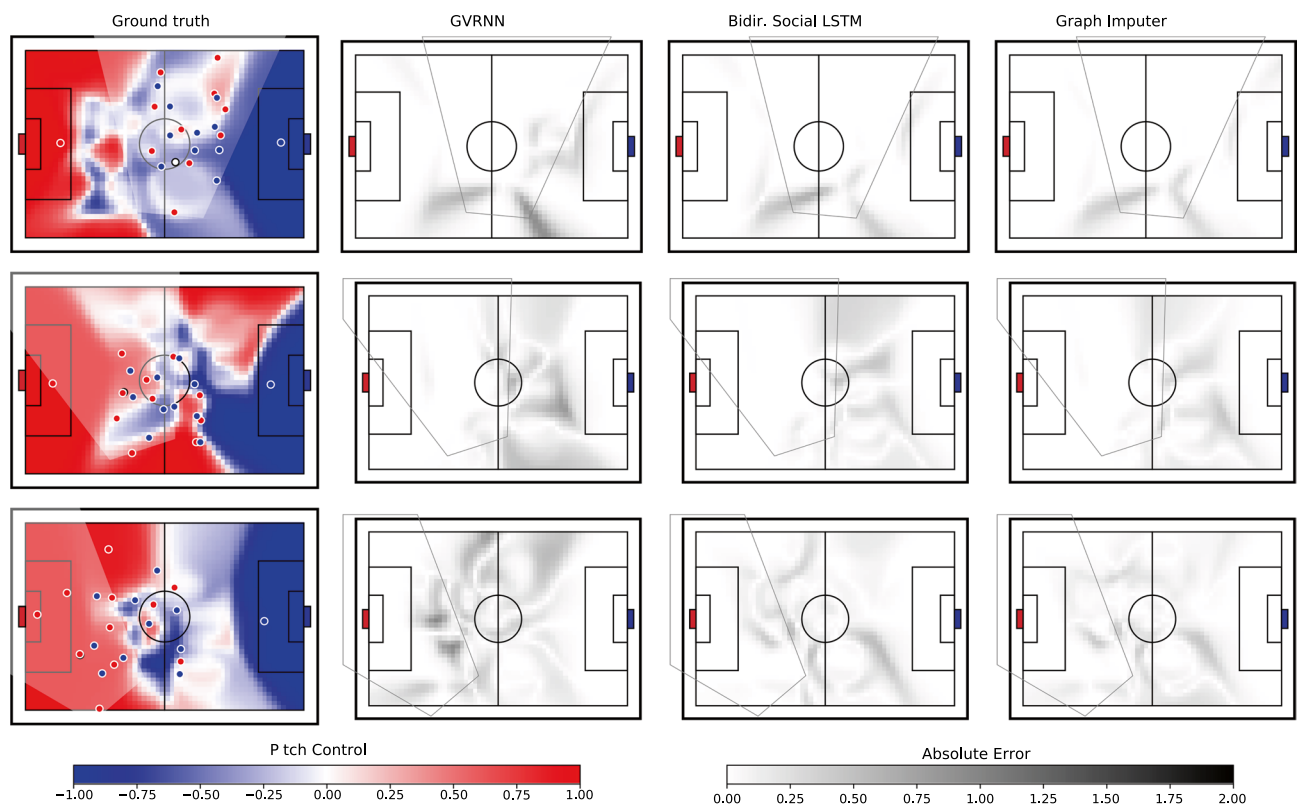 Ground truth
GVRNN
Bidir. Social LSTM
Graph Imputer
P tch Control
Absolute Error
−1.00 −0.75 −0.50 −0.25 0.00 0.25 0.50 0.75 1.00
0.00 0.25 0.50 0.75 1.00 1.25 1.50 1.75 2.00